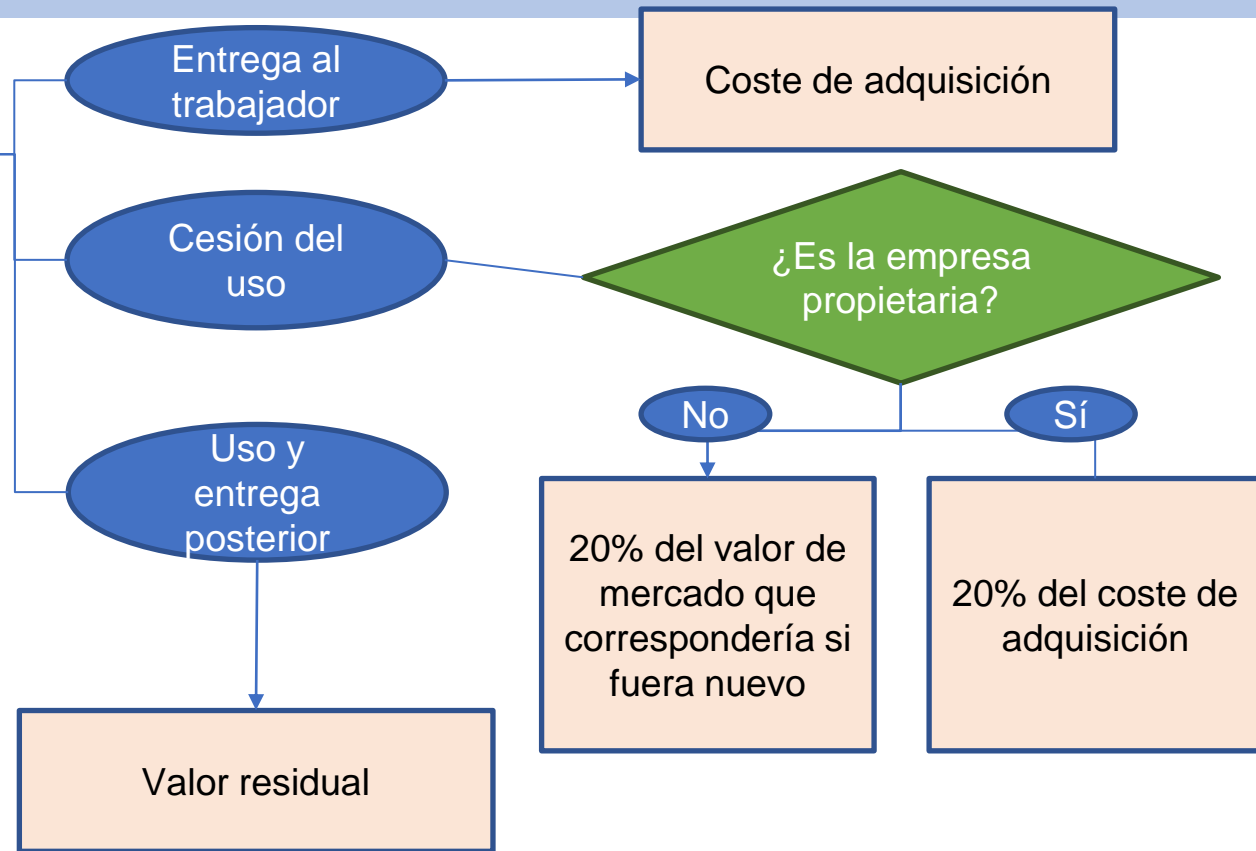 Entrega al
trabajador
Coste de adquisición
Cesión del
uso
¿Es la empresa
propietaria?
No
Sí
Uso y
entrega
posterior
20% del valor de
mercado que
correspondería si
fuera nuevo
20% del coste de
adquisición
Valor residual